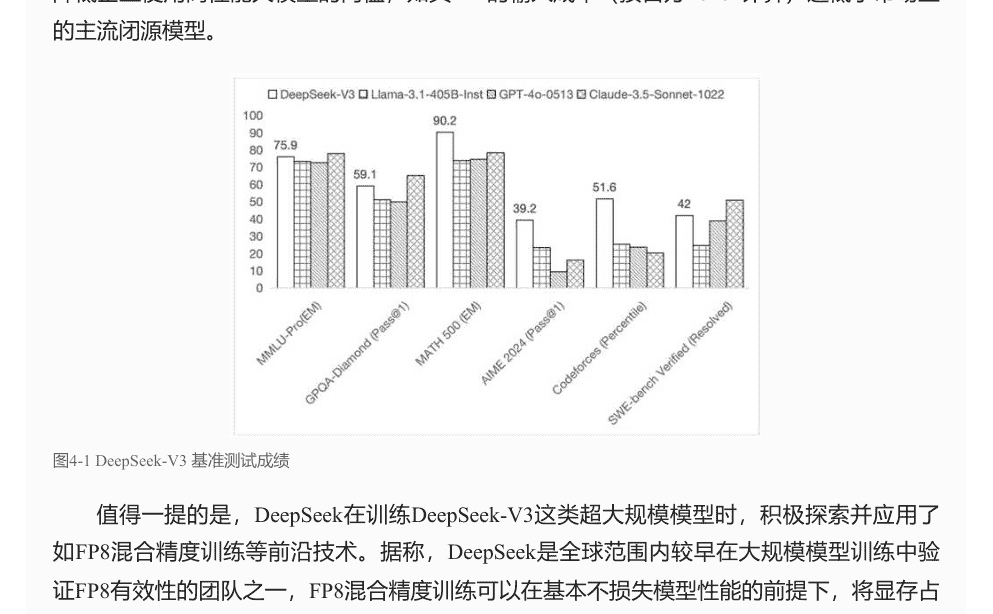 的主流闭源模型。
DeepSeek-V3 Llama-3.1-405B-Inst GPT-4o-0513 Claude-3.5-Sonnet-1022
100
90
80
70
60
50
40
30
20
10
0
75.9
59.1
90.2
39.2
51.6
42
MMLU-Pro(EM)
GPQA-Diamond (Pass@1)
MATH 500 (EM)
AIME 2024 (Pass@1)
Codeforces (Percentile)
SWE-bench Verified (Resolved)
图4-1 DeepSeek-V3 基准测试成绩
值得一提的是，DeepSeek在训练DeepSeek-V3这类超大规模模型时，积极探索并应用了
如FP8混合精度训练等前沿技术。据称，DeepSeek是全球范围内较早在大规模模型训练中验
证FP8有效性的团队之一，FP8混合精度训练可以在基本不损失模型性能的前提下，将显存占